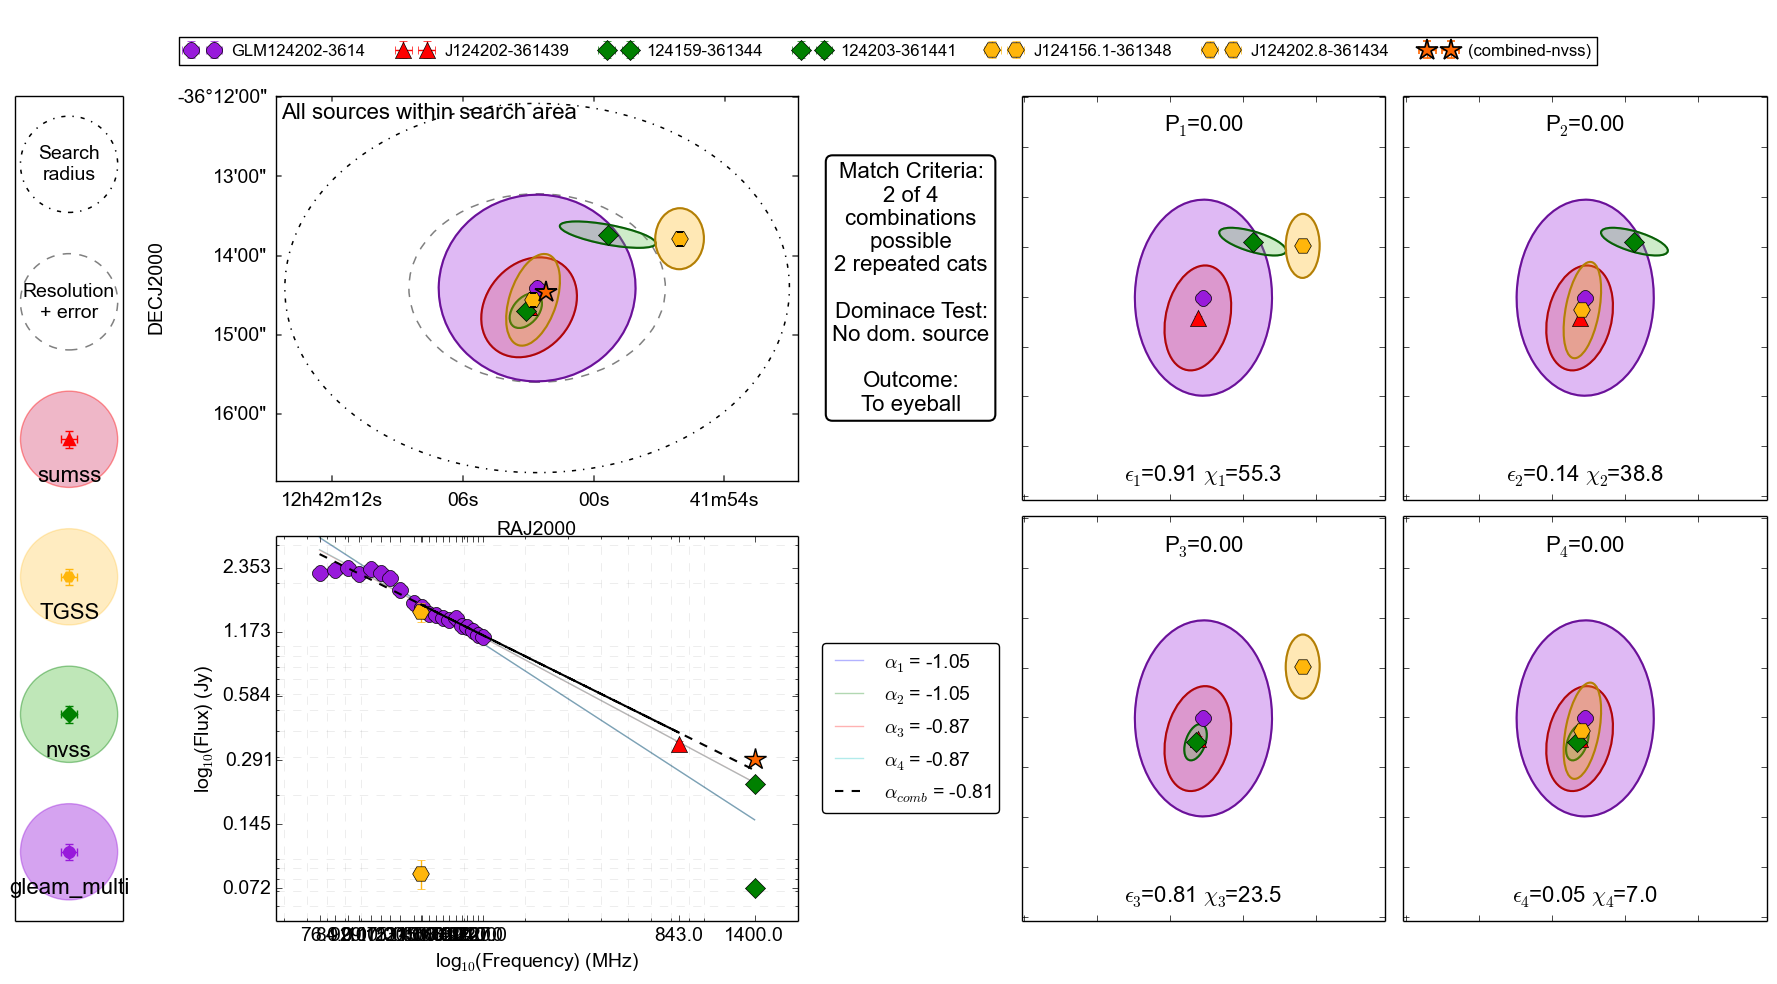 GLM124202-3614 J124202-361439 124159-361344 124203-361441 J124156.1-361348 J124202.8-361434 (combined-nvss)
Search
radius
Resolution
+ error
sumss
TGSS
nvss
gleam_multi
All sources within search area
-36°12'00"
13'00"
14'00"
15'00"
16'00"
DECJ2000
12h42m12s 06s 00s 41m54s
RAJ2000
Match Criteria:
2 of 4
combinations
possible
2 repeated cats
Dominace Test:
No dom. source
Outcome:
To eyeball
P1=0.00
ϵ1=0.91 χ1=55.3
P2=0.00
ϵ2=0.14 χ2=38.8
2.353
1.173
0.584
0.291
0.145
0.072
log10(Flux) (Jy)
843.0 1400.0
log10(Frequency) (MHz)
α1 = -1.05
α2 = -1.05
α3 = -0.87
α4 = -0.87
αcomb = -0.81
P3=0.00
ϵ3=0.81 χ3=23.5
P4=0.00
ϵ4=0.05 χ4=7.0